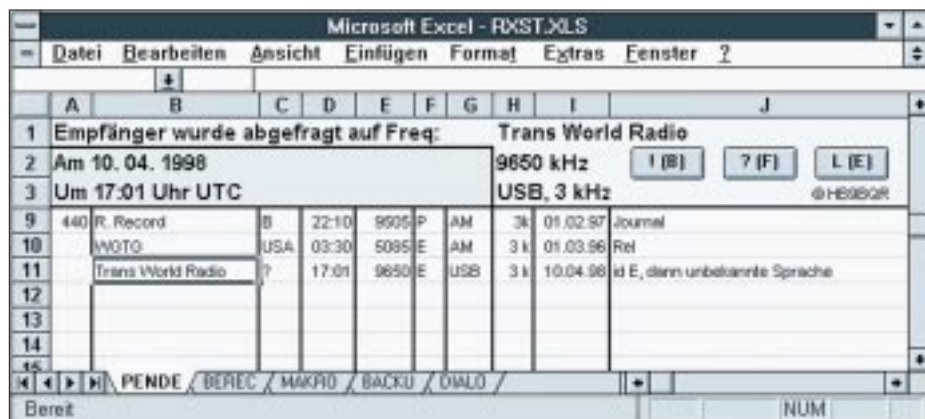 Microsoft Excel - RXST.XLS
Datei Bearbeiten Ansicht Einfügen Format Extras Fenster ?
A B C D E F G H I J
1 Empfänger wurde abgefragt auf Freq: Trans World Radio
2 Am 10. 04. 1998 9650 kHz ! (B) ? (F) L (E)
3 Um 17:01 Uhr UTC USB, 3 kHz @HB9BQR
9 440 R. Record B 22:10 9505 P AM 3k 01.02.97 Journal
10 WGTG USA 03:30 5085 E AM 3 k 01.03.96 Rel
11 Trans World Radio ? 17:01 9650 E USB 3 k 10.04.98 id E, dann unbekannte Sprache
12
13
14
15
PENDE BEREC MAKRO BACKU DIALO
Bereit NUM